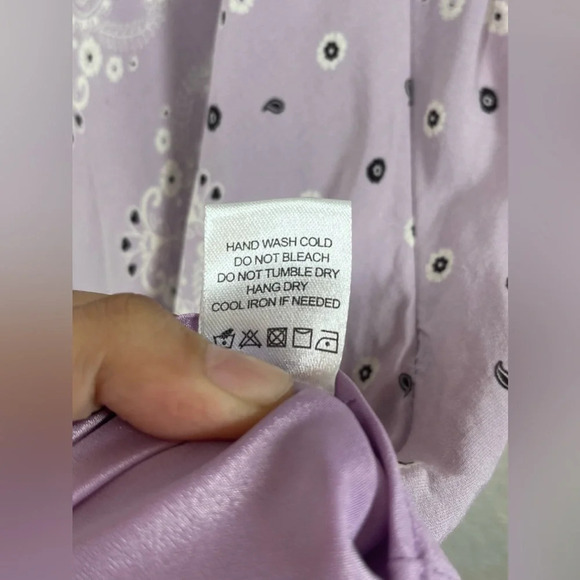 HAND WASH COLD
DO NOT BLEACH
DO NOT TUMBLE DRY
HANG DRY
COOL IRON IF NEEDED